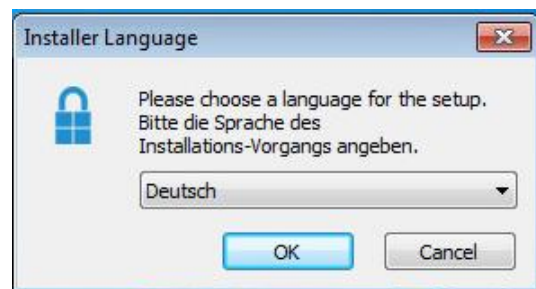 Installer Language
Please choose a language for the setup.
Bitte die Sprache des
Installations-Vorgangs angeben.
Deutsch
OK Cancel